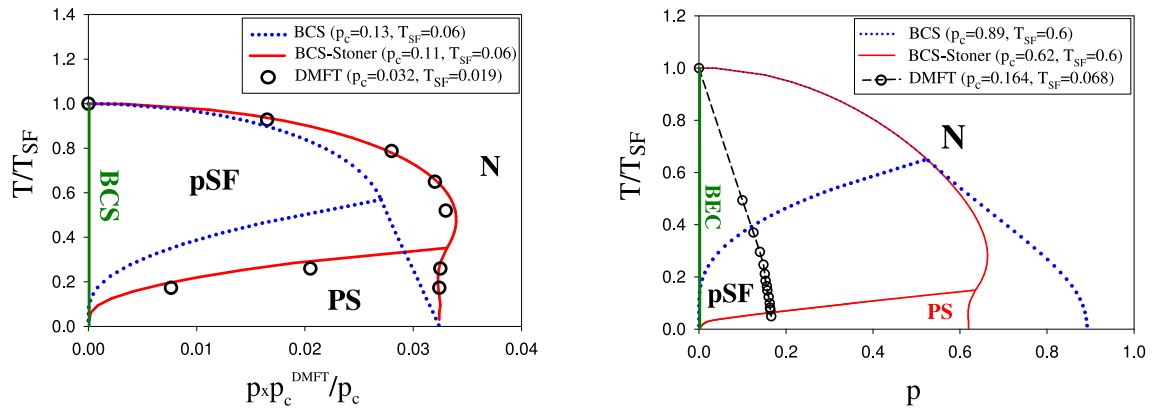 1.4
1.2
1.0
0.8
0.6
0.4
0.2
0.0
T/T_SF
BCS (p_c=0.13, T_SF=0.06)
BCS-Stoner (p_c=0.11, T_SF=0.06)
DMFT (p_c=0.032, T_SF=0.019)
N
pSF
BCS
PS
0.00 0.01 0.02 0.03 0.04
pxp_c^DMFT/p_c
1.2
1.0
0.8
0.6
0.4
0.2
0.0
T/T_SF
BCS (p_c=0.89, T_SF=0.6)
BCS-Stoner (p_c=0.62, T_SF=0.6)
DMFT (p_c=0.164, T_SF=0.068)
N
BEC
pSF
PS
0.0 0.2 0.4 0.6 0.8 1.0
p